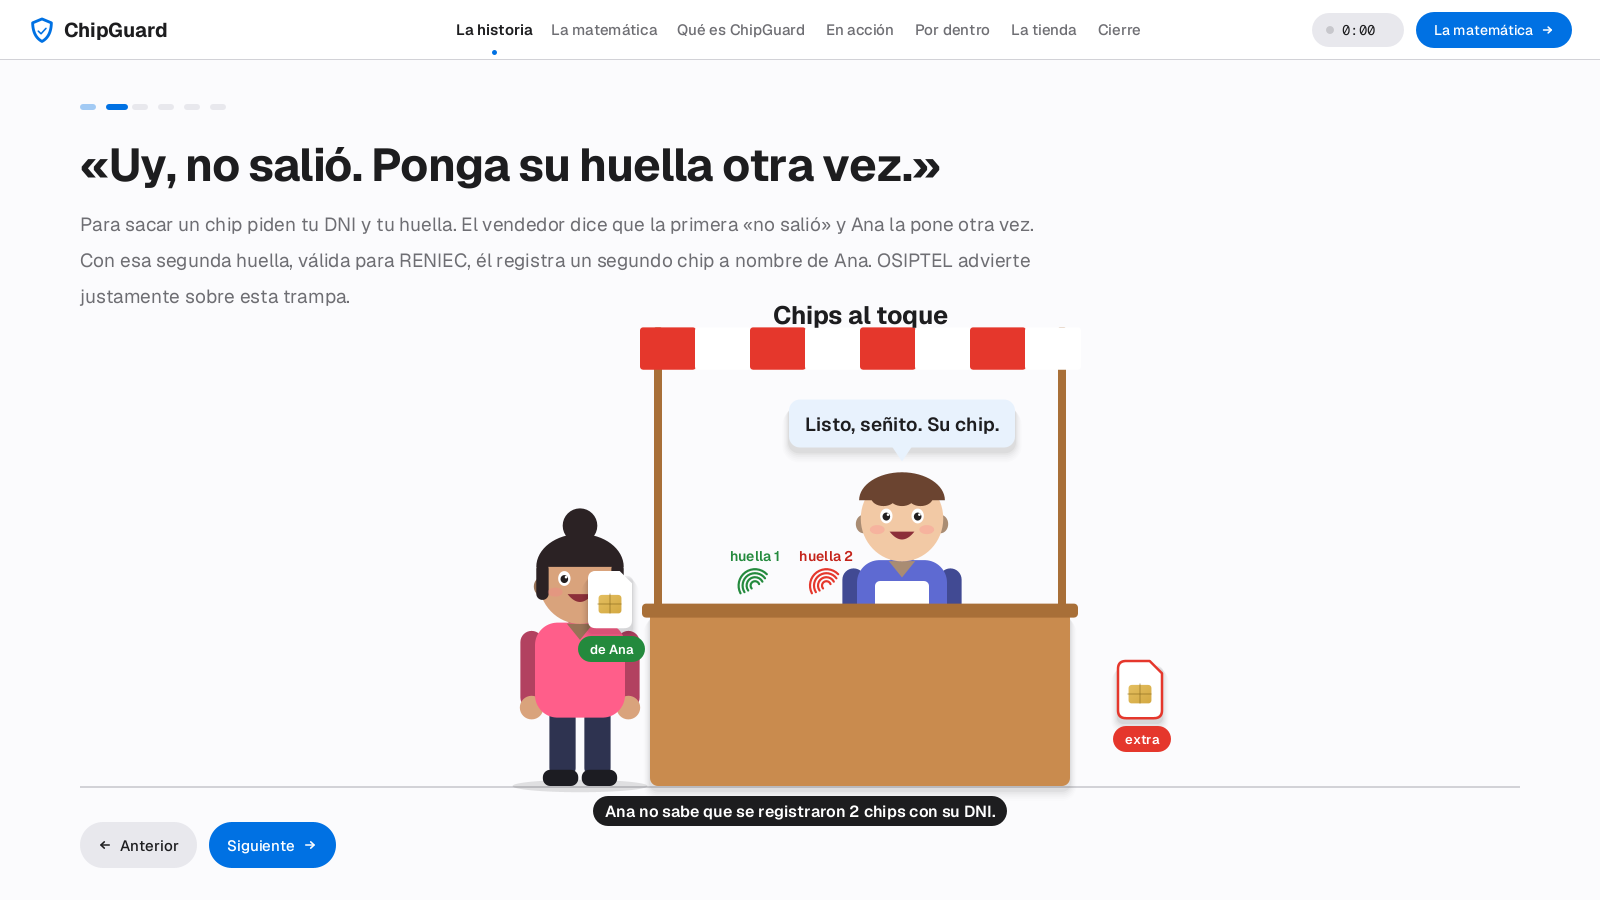 ChipGuard
La historia
La matemática
Qué es ChipGuard
En acción
Por dentro
La tienda
Cierre
0:00
La matemática →
«Uy, no salió. Ponga su huella otra vez.»
Para sacar un chip piden tu DNI y tu huella. El vendedor dice que la primera «no salió» y Ana la pone otra vez.
Con esa segunda huella, válida para RENIEC, él registra un segundo chip a nombre de Ana. OSIPTEL advierte
justamente sobre esta trampa.
Chips al toque
Listo, señito. Su chip.
huella 1
huella 2
de Ana
extra
Ana no sabe que se registraron 2 chips con su DNI.
← Anterior
Siguiente →